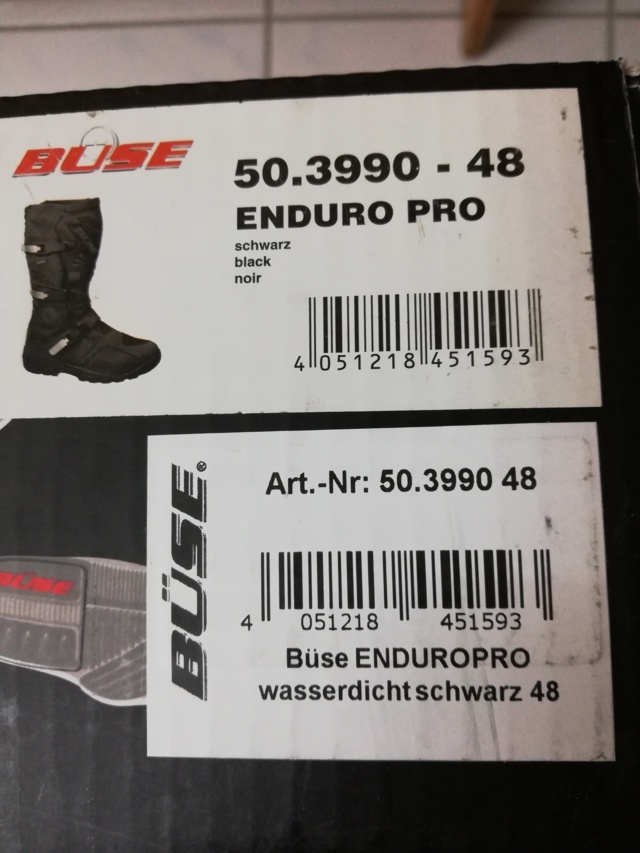 BÜSE
50.3990 - 48
ENDURO PRO
schwarz
black
noir
4 051218 451593
BÜSE®
Art.-Nr: 50.3990 48
4 051218 451593
Büse ENDUROPRO
wasserdicht schwarz 48
BÜSE